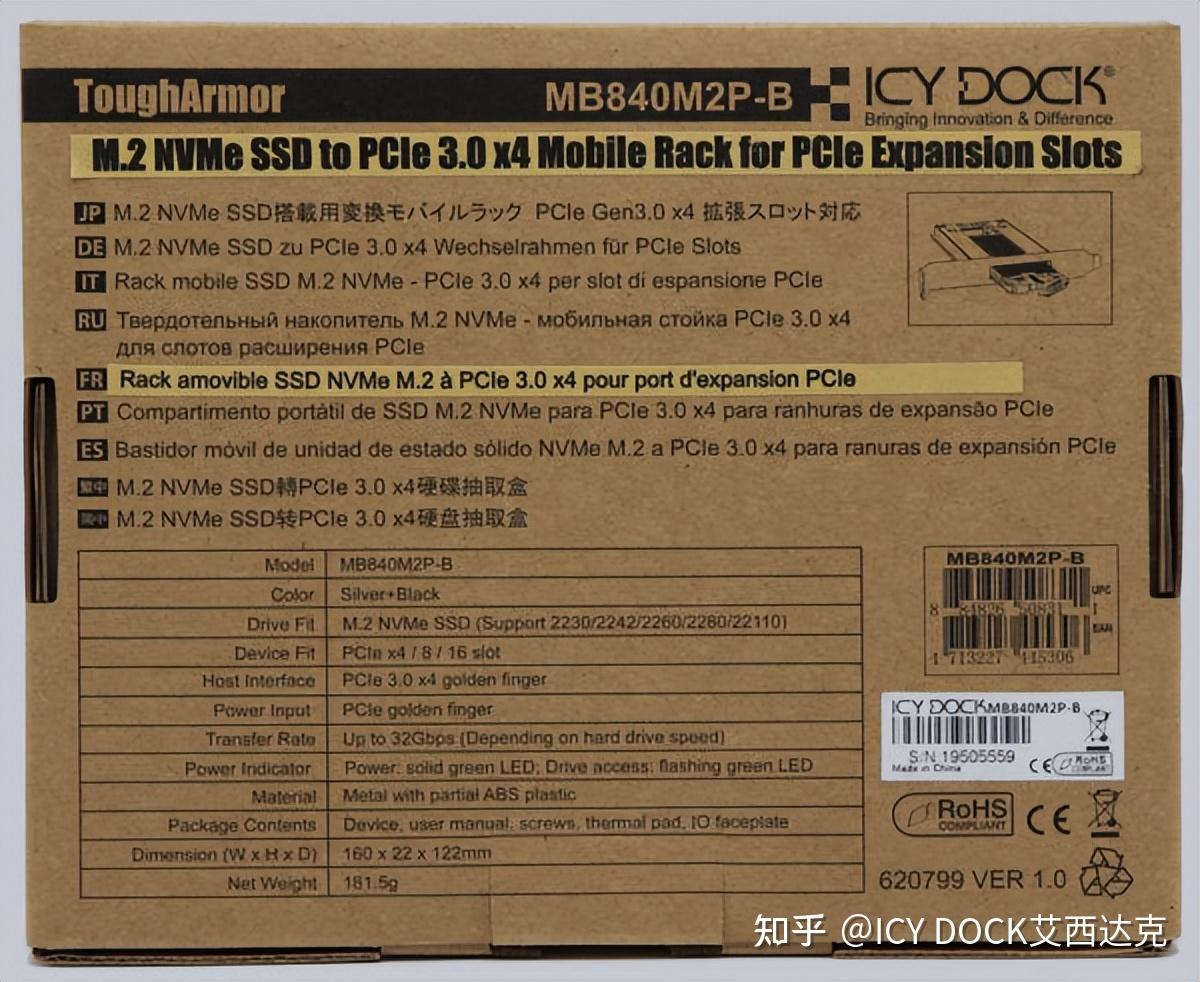 ToughArmor
MB840M2P-B
ICY DOCK®
Bringing Innovation & Difference
M.2 NVMe SSD to PCIe 3.0 x4 Mobile Rack for PCIe Expansion Slots
JP M.2 NVMe SSD搭載用変換モバイルラック PCIe Gen3.0 x4 拡張スロット対応
DE M.2 NVMe SSD zu PCIe 3.0 x4 Wechselrahmen für PCIe Slots
IT Rack mobile SSD M.2 NVMe - PCIe 3.0 x4 per slot di espansione PCIe
RU Твердотельный накопитель M.2 NVMe - мобильная стойка PCIe 3.0 x4
для слотов расширения PCIe
FR Rack amovible SSD NVMe M.2 à PCIe 3.0 x4 pour port d'expansion PCIe
PT Compartimento portátil de SSD M.2 NVMe para PCIe 3.0 x4 para ranhuras de expansão PCIe
ES Bastidor móvil de unidad de estado sólido NVMe M.2 a PCIe 3.0 x4 para ranuras de expansión PCIe
繁中 M.2 NVMe SSD轉PCIe 3.0 x4硬碟抽取盒
簡中 M.2 NVMe SSD转PCIe 3.0 x4硬盘抽取盒
Model MB840M2P-B
Color Silver+Black
Drive Fit M.2 NVMe SSD (Support 2230/2242/2260/2280/22110)
Device Fit PCIe x4 / 8 / 16 slot
Host Interface PCIe 3.0 x4 golden finger
Power Input PCIe golden finger
Transfer Rate Up to 32Gbps (Depending on hard drive speed)
Power Indicator Power: solid green LED; Drive access: flashing green LED
Material Metal with partial ABS plastic
Package Contents Device, user manual, screws, thermal pad, IO faceplate
Dimension (W x H x D) 160 x 22 x 122mm
Net Weight 181.5g
MB840M2P-B
UPC
8 84826 50831 1
EAN
4 713227 445306
ICY DOCK MB840M2P-B
S/N 19505559
Made in China
CE RoHS COMPLIANT
RoHS
COMPLIANT
CE
620799 VER 1.0
知乎 @ICY DOCK艾西达克